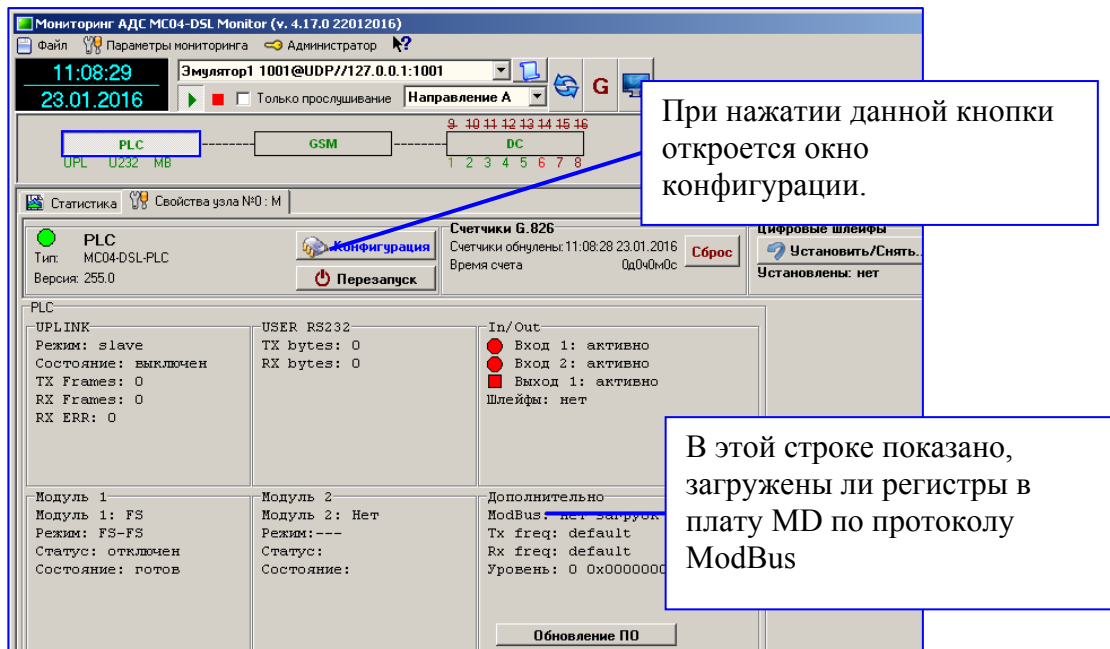 Мониторинг АДС MC04-DSL Monitor (v. 4.17.0 22012016)
Файл Параметры мониторинга Администратор
11:08:29
23.01.2016
Эмулятор1 1001@UDP//127.0.0.1:1001
Только прослушивание Направление A
G
При нажатии данной кнопки
откроется окно
конфигурации.
9 10 11 12 13 14 15 16
PLC GSM DC
UPL U232 MB 1 2 3 4 5 6 7 8
Статистика Свойства узла №0 : M
PLC
Тип: MC04-DSL-PLC
Версия: 255.0
Конфигурация
Перезапуск
Счетчики G.826
Счетчики обнулены: 11:08:28 23.01.2016
Время счета 0д0ч0м0с
Сброс
Цифровые шлейфы
Установить/Снять..
Установлены: нет
PLC
UPLINK
Режим: slave
Состояние: выключен
TX Frames: 0
RX Frames: 0
RX ERR: 0
USER RS232
TX bytes: 0
RX bytes: 0
In/Out
Вход 1: активно
Вход 2: активно
Выход 1: активно
Шлейфы: нет
В этой строке показано,
загружены ли регистры в
плату MD по протоколу
ModBus
Модуль 1
Модуль 1: FS
Режим: FS-FS
Статус: отключен
Состояние: готов
Модуль 2
Модуль 2: Нет
Режим:---
Статус:
Состояние:
Дополнительно
ModBus: нет загрузк
Tx freq: default
Rx freq: default
Уровень: 0 0x0000000
Обновление ПО